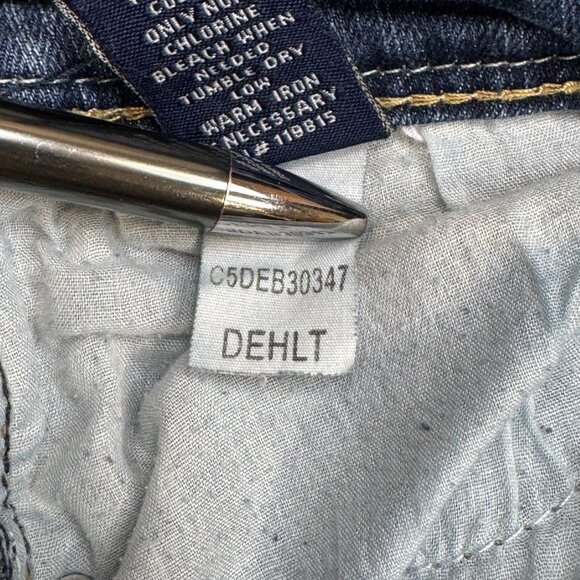 ONLY NON
CHLORINE
BLEACH WHEN
NEEDED
TUMBLE DRY
LOW
WARM IRON
NECESSARY
# 119815
C5DEB30347
DEHLT